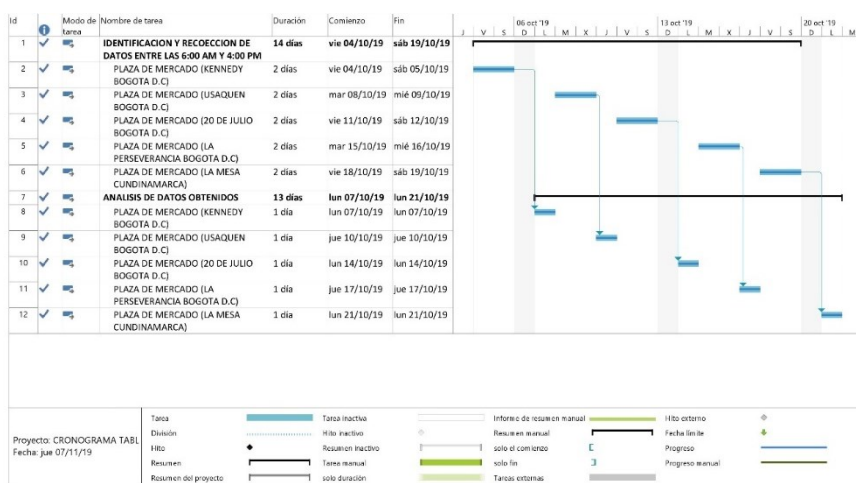 Id Modo de tarea Nombre de tarea Duración Comienzo Fin
06 oct '19 13 oct '19 20 oct '19
J V S D L M X J V S D L M X J V S D L M
1 IDENTIFICACION Y RECOECCION DE DATOS ENTRE LAS 6:00 AM Y 4:00 PM 14 días vie 04/10/19 sáb 19/10/19
2 PLAZA DE MERCADO (KENNEDY BOGOTA D.C) 2 días vie 04/10/19 sáb 05/10/19
3 PLAZA DE MERCADO (USAQUEN BOGOTA D.C) 2 días mar 08/10/19 mié 09/10/19
4 PLAZA DE MERCADO (20 DE JULIO BOGOTA D.C) 2 días vie 11/10/19 sáb 12/10/19
5 PLAZA DE MERCADO (LA PERSEVERANCIA BOGOTA D.C) 2 días mar 15/10/19 mié 16/10/19
6 PLAZA DE MERCADO (LA MESA CUNDINAMARCA) 2 días vie 18/10/19 sáb 19/10/19
7 ANALISIS DE DATOS OBTENIDOS 13 días lun 07/10/19 lun 21/10/19
8 PLAZA DE MERCADO (KENNEDY BOGOTA D.C) 1 día lun 07/10/19 lun 07/10/19
9 PLAZA DE MERCADO (USAQUEN BOGOTA D.C) 1 día jue 10/10/19 jue 10/10/19
10 PLAZA DE MERCADO (20 DE JULIO BOGOTA D.C) 1 día lun 14/10/19 lun 14/10/19
11 PLAZA DE MERCADO (LA PERSEVERANCIA BOGOTA D.C) 1 día jue 17/10/19 jue 17/10/19
12 PLAZA DE MERCADO (LA MESA CUNDINAMARCA) 1 día lun 21/10/19 lun 21/10/19
Proyecto: CRONOGRAMA TABL
Fecha: jue 07/11/19
Tarea Tarea inactiva Informe de resumen manual Hito externo
División Hito inactivo Resumen manual Fecha límite
Hito Resumen inactivo solo el comienzo Progreso
Resumen Tarea manual solo fin Progreso manual
Resumen del proyecto solo duración Tareas externas